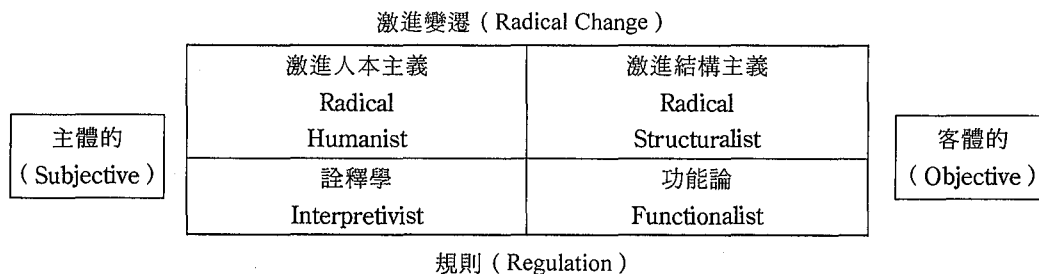 激進變遷（Radical Change）
激進人本主義
Radical
Humanist
激進結構主義
Radical
Structuralist
主體的
（Subjective）
客體的
（Objective）
詮釋學
Interpretivist
功能論
Functionalist
規則（Regulation）